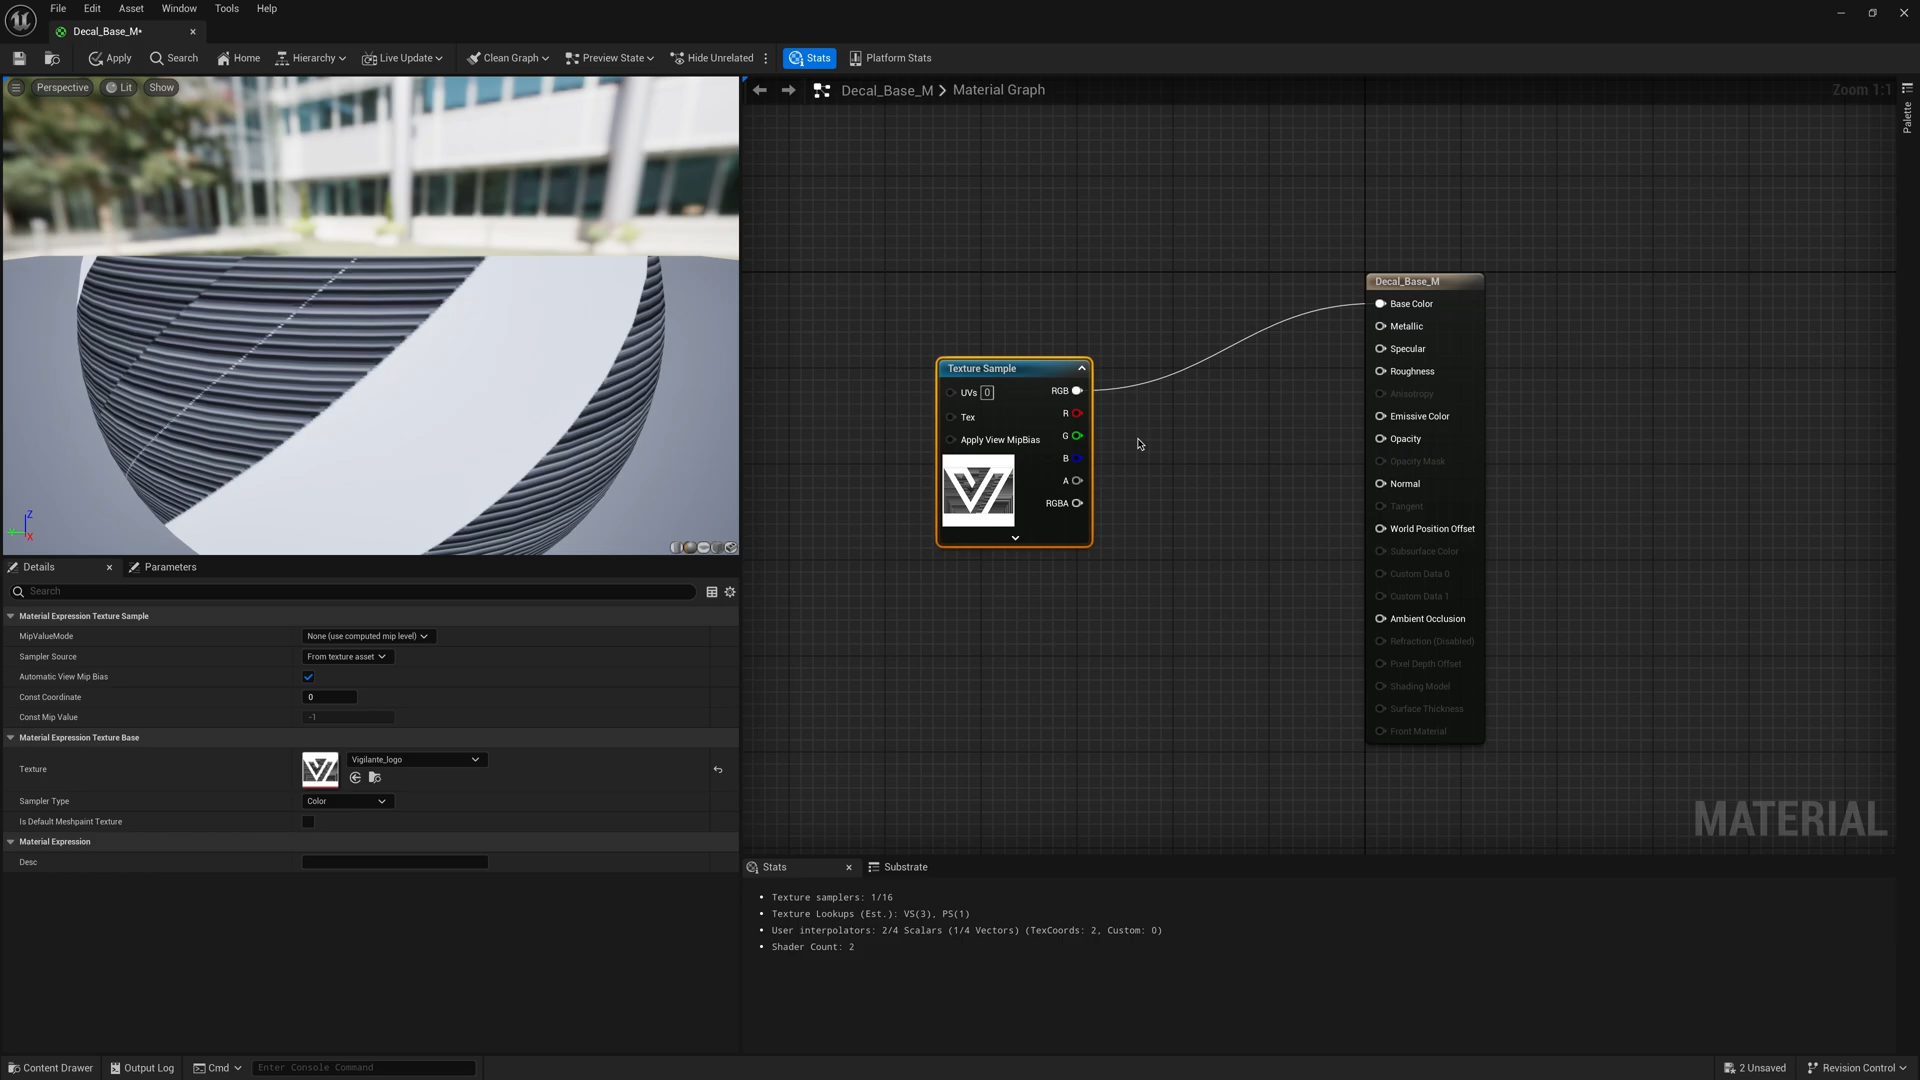 File Edit Asset Window Tools Help
Decal_Base_M*
Apply Search Home Hierarchy Live Update Clean Graph Preview State Hide Unrelated Stats Platform Stats
Perspective Lit Show
Z
X
Decal_Base_M > Material Graph
Zoom 1:1
Palette
Texture Sample
UVs 0
Tex
Apply View MipBias
RGB
R
G
B
A
RGBA
Decal_Base_M
Base Color
Metallic
Specular
Roughness
Anisotropy
Emissive Color
Opacity
Opacity Mask
Normal
Tangent
World Position Offset
Subsurface Color
Custom Data 0
Custom Data 1
Ambient Occlusion
Refraction (Disabled)
Pixel Depth Offset
Shading Model
Surface Thickness
Front Material
MATERIAL
Details Parameters
Search
Material Expression Texture Sample
MipValueMode None (use computed mip level)
Sampler Source From texture asset
Automatic View Mip Bias
Const Coordinate 0
Const Mip Value -1
Material Expression Texture Base
Texture Vigilante_logo
Sampler Type Color
Is Default Meshpaint Texture
Material Expression
Desc
Stats Substrate
• Texture samplers: 1/16
• Texture Lookups (Est.): VS(3), PS(1)
• User interpolators: 2/4 Scalars (1/4 Vectors) (TexCoords: 2, Custom: 0)
• Shader Count: 2
Content Drawer Output Log Cmd Enter Console Command 2 Unsaved Revision Control